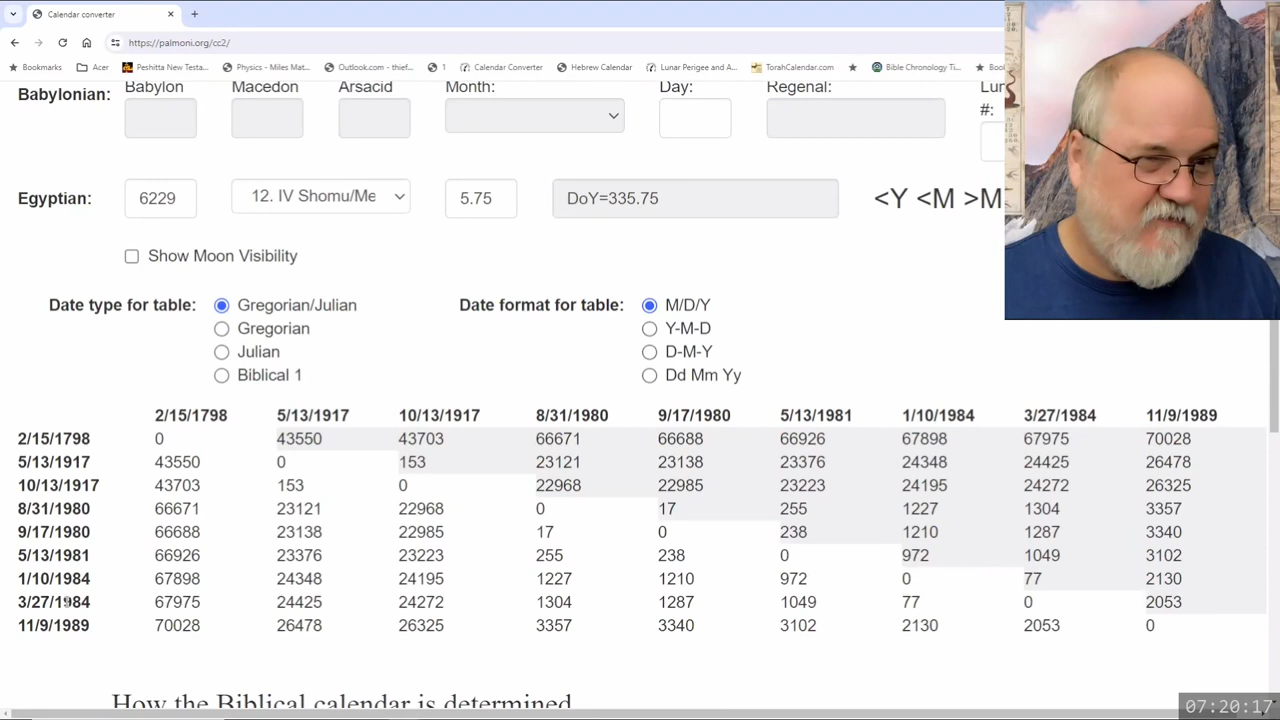 Calendar converter
https://palmoni.org/cc2/
Bookmarks Acer Peshitta New Testa... Physics - Miles Mat... Outlook.com - thief... 1 Calendar Converter Hebrew Calendar Lunar Perigee and A... TorahCalendar.com Bible Chronology Ti...
Babylonian: Babylon Macedon Arsacid Month: Day: Regenal:
#:
Egyptian: 6229 12. IV Shomu/Me 5.75 DoY=335.75 <Y <M >M
Show Moon Visibility
Date type for table: Gregorian/Julian Date format for table: M/D/Y
Gregorian Y-M-D
Julian D-M-Y
Biblical 1 Dd Mm Yy
2/15/1798 5/13/1917 10/13/1917 8/31/1980 9/17/1980 5/13/1981 1/10/1984 3/27/1984 11/9/1989
2/15/1798 0 43550 43703 66671 66688 66926 67898 67975 70028
5/13/1917 43550 0 153 23121 23138 23376 24348 24425 26478
10/13/1917 43703 153 0 22968 22985 23223 24195 24272 26325
8/31/1980 66671 23121 22968 0 17 255 1227 1304 3357
9/17/1980 66688 23138 22985 17 0 238 1210 1287 3340
5/13/1981 66926 23376 23223 255 238 0 972 1049 3102
1/10/1984 67898 24348 24195 1227 1210 972 0 77 2130
3/27/1984 67975 24425 24272 1304 1287 1049 77 0 2053
11/9/1989 70028 26478 26325 3357 3340 3102 2130 2053 0
How the Biblical calendar is determined
07:20:17